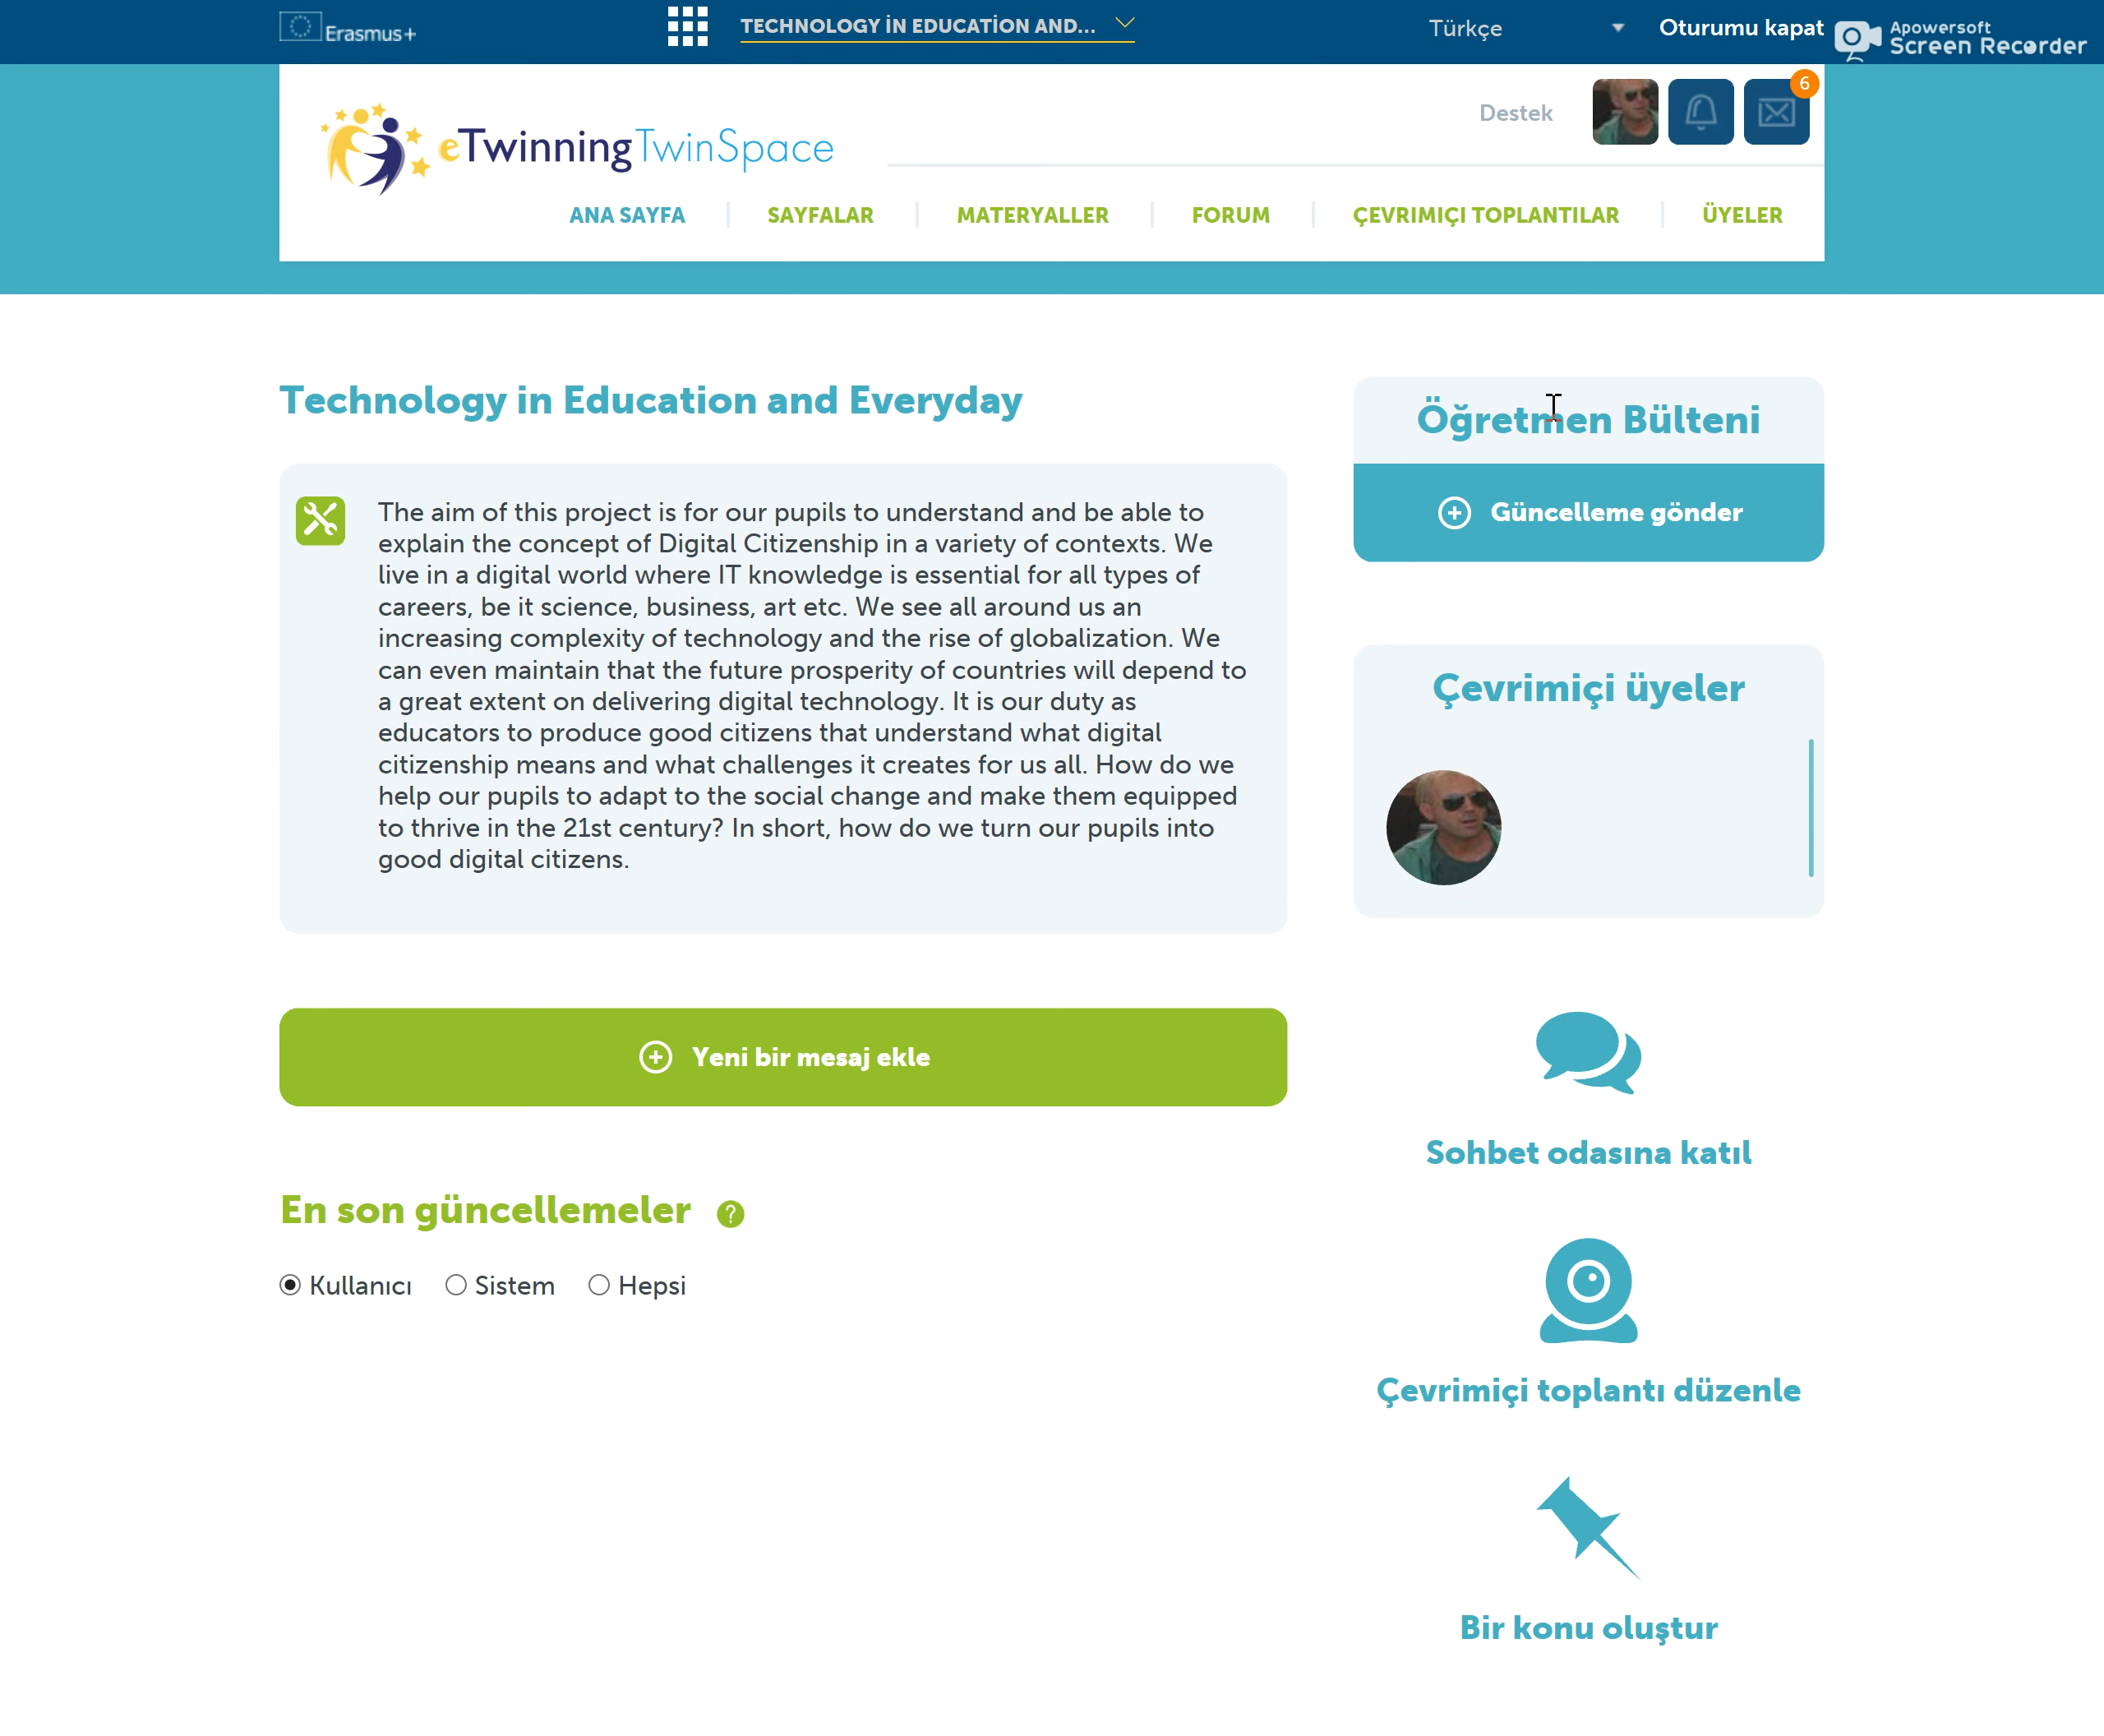 Erasmus+
TECHNOLOGY İN EDUCATİON AND...
Türkçe
Oturumu kapat
Apowersoft
Screen Recorder
6
Destek
eTwinningTwinSpace
ANA SAYFA
SAYFALAR
MATERYALLER
FORUM
ÇEVRIMIÇI TOPLANTILAR
ÜYELER
Technology in Education and Everyday
The aim of this project is for our pupils to understand and be able to
explain the concept of Digital Citizenship in a variety of contexts. We
live in a digital world where IT knowledge is essential for all types of
careers, be it science, business, art etc. We see all around us an
increasing complexity of technology and the rise of globalization. We
can even maintain that the future prosperity of countries will depend to
a great extent on delivering digital technology. It is our duty as
educators to produce good citizens that understand what digital
citizenship means and what challenges it creates for us all. How do we
help our pupils to adapt to the social change and make them equipped
to thrive in the 21st century? In short, how do we turn our pupils into
good digital citizens.
Yeni bir mesaj ekle
En son güncellemeler ?
Kullanıcı
Sistem
Hepsi
Öğretmen Bülteni
Güncelleme gönder
Çevrimiçi üyeler
Sohbet odasına katıl
Çevrimiçi toplantı düzenle
Bir konu oluştur